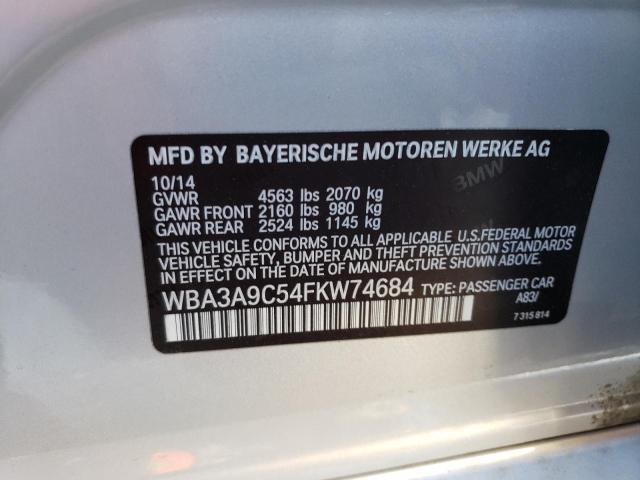 MFD BY BAYERISCHE MOTOREN WERKE AG
10/14
GVWR 4563 lbs 2070 kg
GAWR FRONT 2160 lbs 980 kg
GAWR REAR 2524 lbs 1145 kg
THIS VEHICLE CONFORMS TO ALL APPLICABLE U.S.FEDERAL MOTOR
VEHICLE SAFETY, BUMPER AND THEFT PREVENTION STANDARDS
IN EFFECT ON THE DATE OF MANUFACTURE SHOWN ABOVE.
WBA3A9C54FKW74684 TYPE: PASSENGER CAR
A83/
7 315 814
BMW